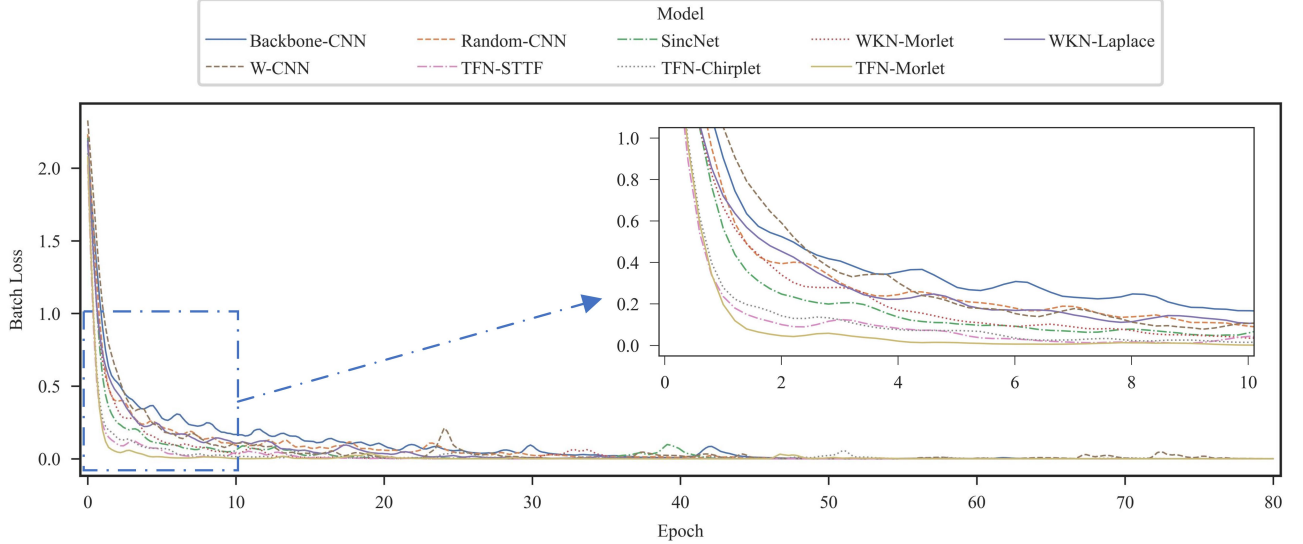 Model
Backbone-CNN Random-CNN SincNet WKN-Morlet WKN-Laplace
W-CNN TFN-STTF TFN-Chirplet TFN-Morlet
Batch Loss
2.0
1.5
1.0
0.5
0.0
1.0
0.8
0.6
0.4
0.2
0.0
0 2 4 6 8 10
0 10 20 30 40 50 60 70 80
Epoch